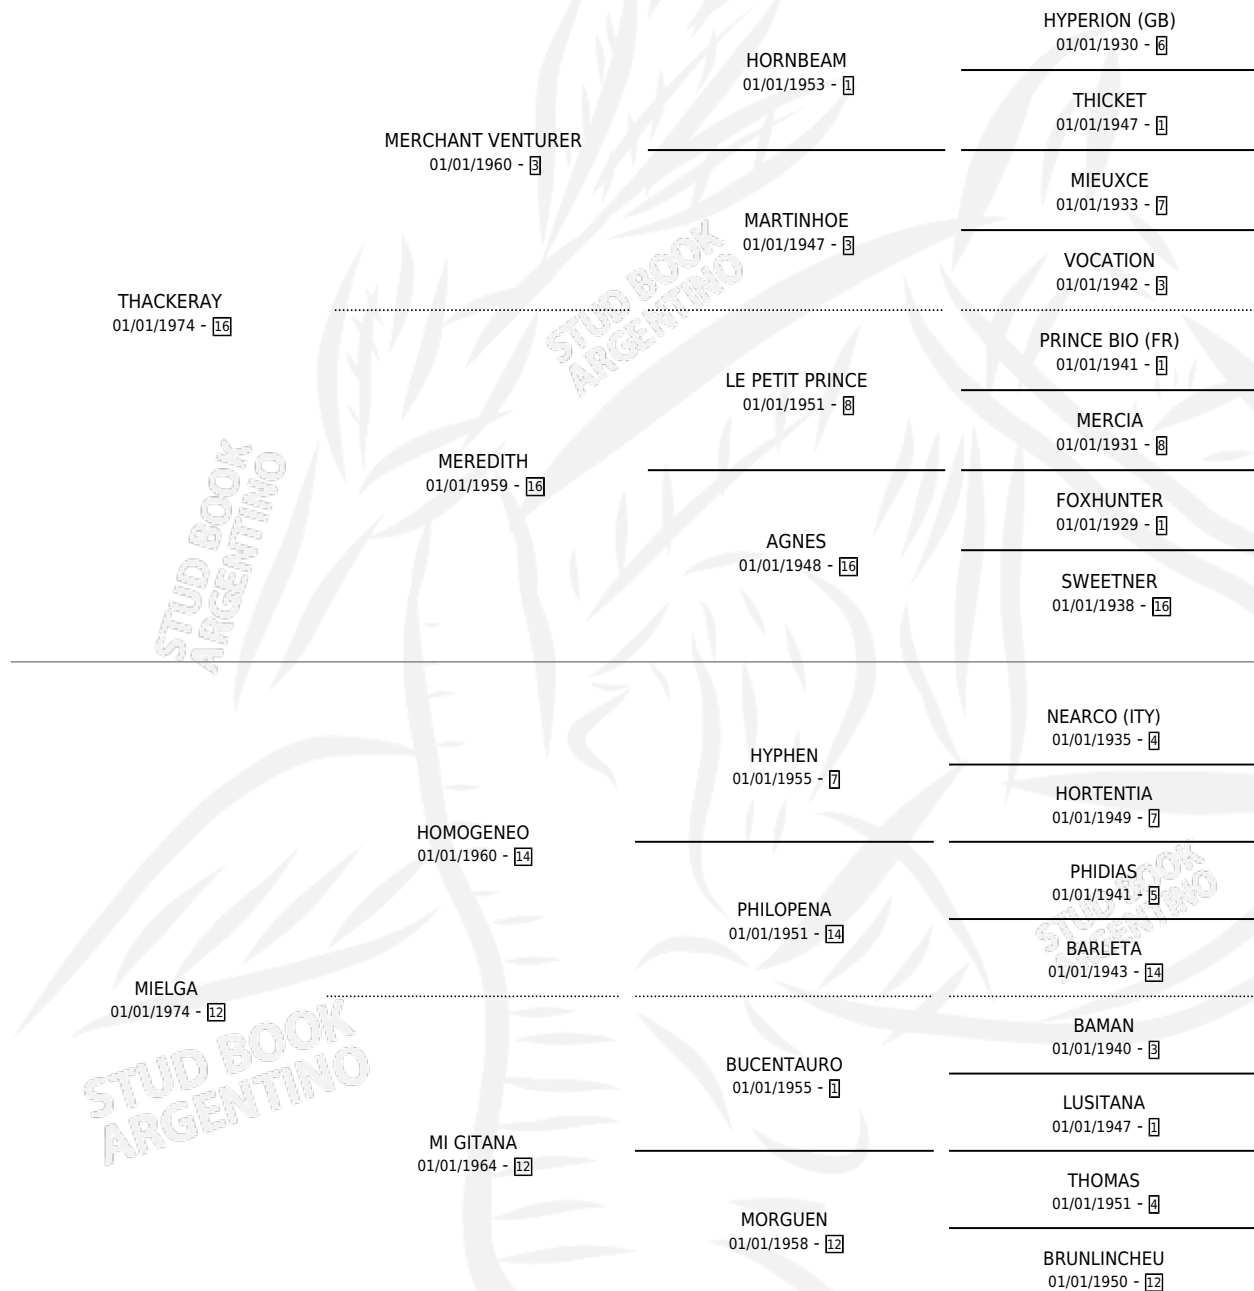 HYPERION (GB)
01/01/1930 - 6
HORNBEAM
01/01/1953 - 1
THICKET
01/01/1947 - 1
MERCHANT VENTURER
01/01/1960 - 3
MIEUXCE
01/01/1933 - 7
MARTINHOE
01/01/1947 - 3
VOCATION
01/01/1942 - 3
THACKERAY
01/01/1974 - 16
PRINCE BIO (FR)
01/01/1941 - 1
LE PETIT PRINCE
01/01/1951 - 8
MERCIA
01/01/1931 - 8
MEREDITH
01/01/1959 - 16
FOXHUNTER
01/01/1929 - 1
AGNES
01/01/1948 - 16
SWEETNER
01/01/1938 - 16
NEARCO (ITY)
01/01/1935 - 4
HYPHEN
01/01/1955 - 7
HORTENTIA
01/01/1949 - 7
HOMOGENEO
01/01/1960 - 14
PHIDIAS
01/01/1941 - 5
PHILOPENA
01/01/1951 - 14
BARLETA
01/01/1943 - 14
MIELGA
01/01/1974 - 12
BAMAN
01/01/1940 - 3
BUCENTAURO
01/01/1955 - 1
LUSITANA
01/01/1947 - 1
MI GITANA
01/01/1964 - 12
THOMAS
01/01/1951 - 4
MORGUEN
01/01/1958 - 12
BRUNLINCHEU
01/01/1950 - 12
STUD BOOK
ARGENTINO
STUD BOOK
ARGENTINO
STUD BOOK
ARGENTINO
STUD BOOK
ARGENTINO